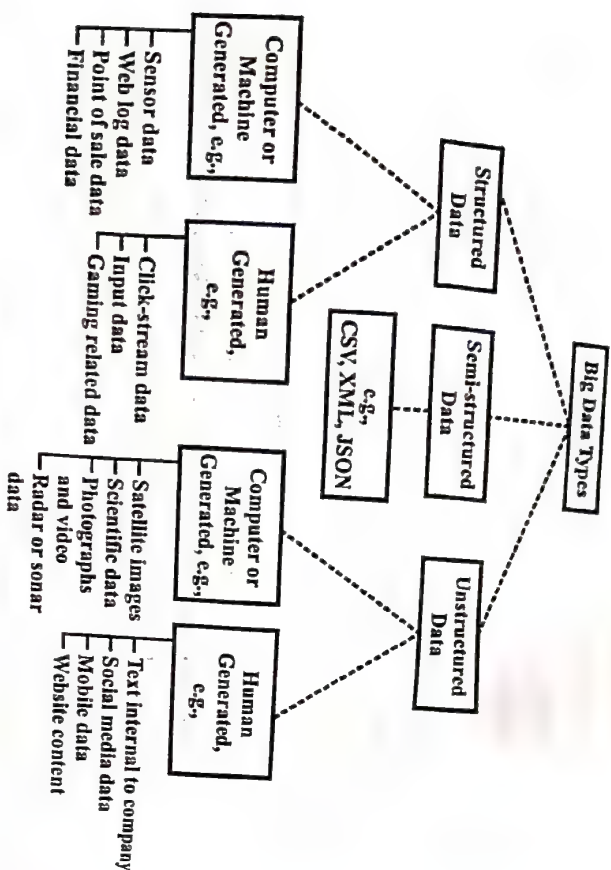 Big Data Types
Structured
Data
Semi-structured
Data
Unstructured
Data
e.g.,
CSV, XML, JSON
Computer or
Machine
Generated, e.g.,
Sensor data
Web log data
Point of sale data
Financial data
Human
Generated,
e.g.,
Click-stream data
Input data
Gaming related data
Computer or
Machine
Generated, e.g.,
Satellite images
Scientific data
Photographs
and video
Radar or sonar
data
Human
Generated,
e.g.,
Text internal to company
Social media data
Mobile data
Website content